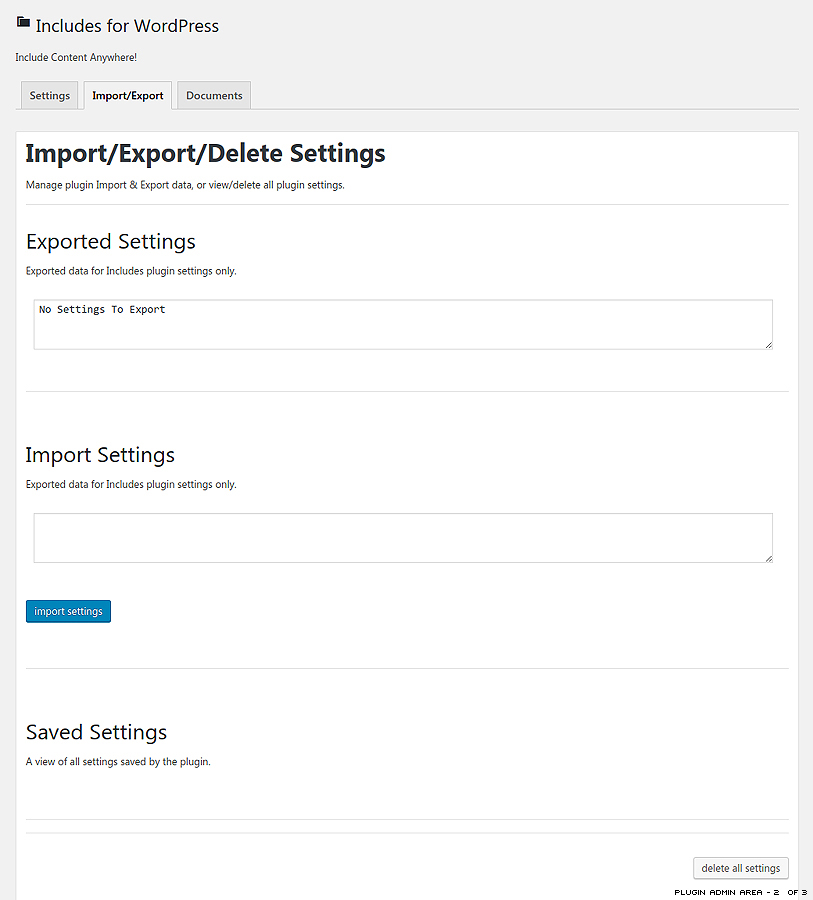 Includes for WordPress
Include Content Anywhere!
Settings Import/Export Documents
Import/Export/Delete Settings
Manage plugin Import & Export data, or view/delete all plugin settings.
Exported Settings
Exported data for Includes plugin settings only.
No Settings To Export
Import Settings
Exported data for Includes plugin settings only.
import settings
Saved Settings
A view of all settings saved by the plugin.
delete all settings
PLUGIN ADMIN AREA - 2 OF 3